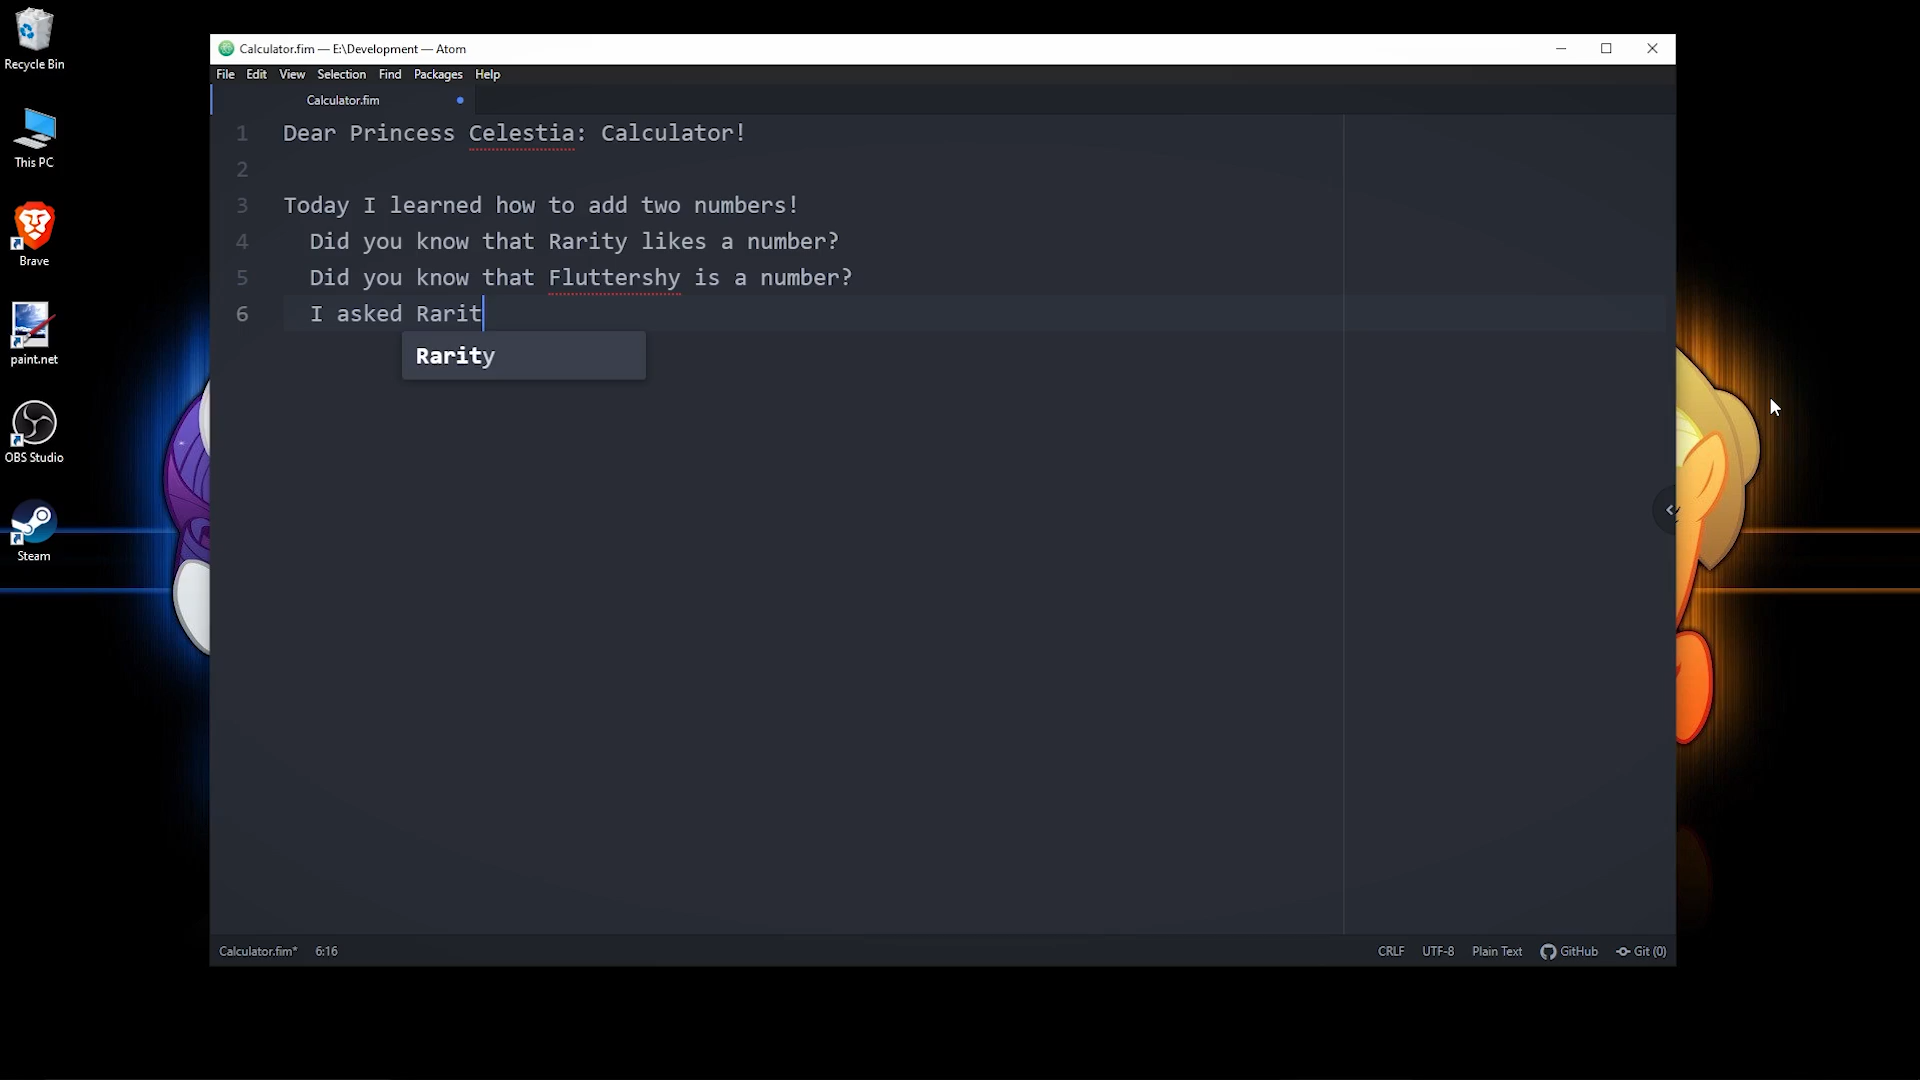 Recycle Bin
This PC
Brave
paint.net
OBS Studio
Steam
Calculator.fim — E:\Development — Atom
File Edit View Selection Find Packages Help
Calculator.fim
1 Dear Princess Celestia: Calculator!
2
3 Today I learned how to add two numbers!
4 Did you know that Rarity likes a number?
5 Did you know that Fluttershy is a number?
6 I asked Rarit
Rarity
Calculator.fim* 6:16 CRLF UTF-8 Plain Text GitHub Git (0)